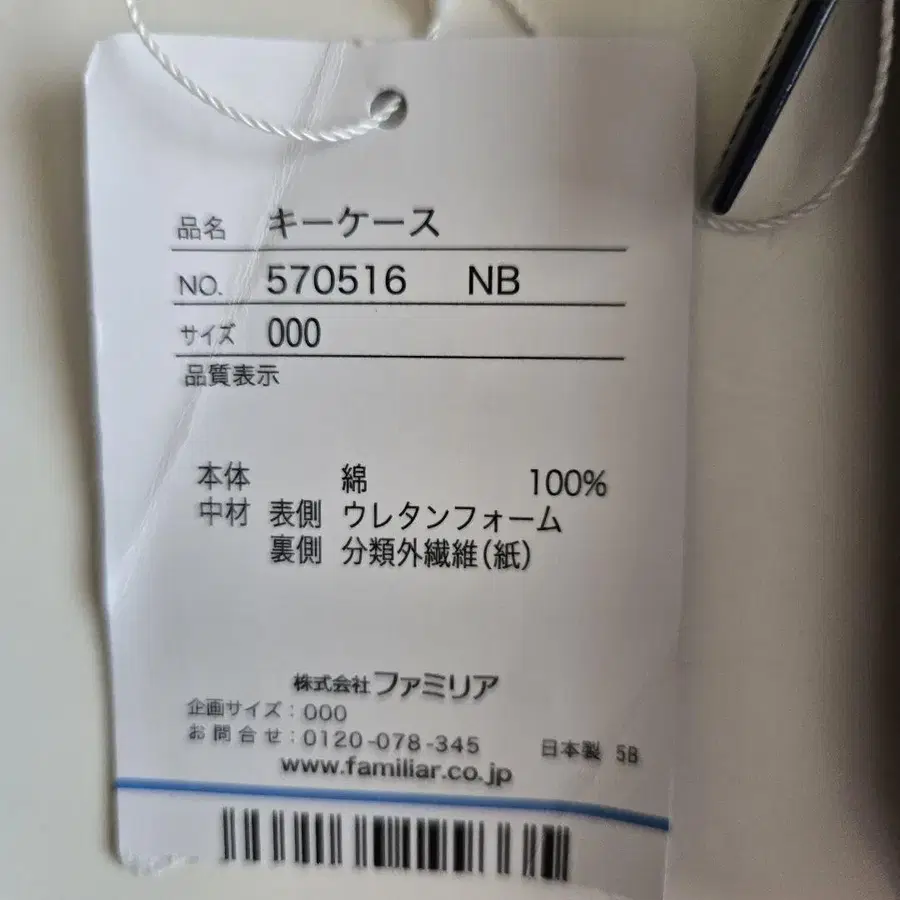 品名 キーケース
NO. 570516 NB
サイズ 000
品質表示
本体 綿 100%
中材 表側 ウレタンフォーム
裏側 分類外繊維(紙)
株式会社ファミリア
企画サイズ:000
お問合せ:0120-078-345 日本製 5B
www.familiar.co.jp